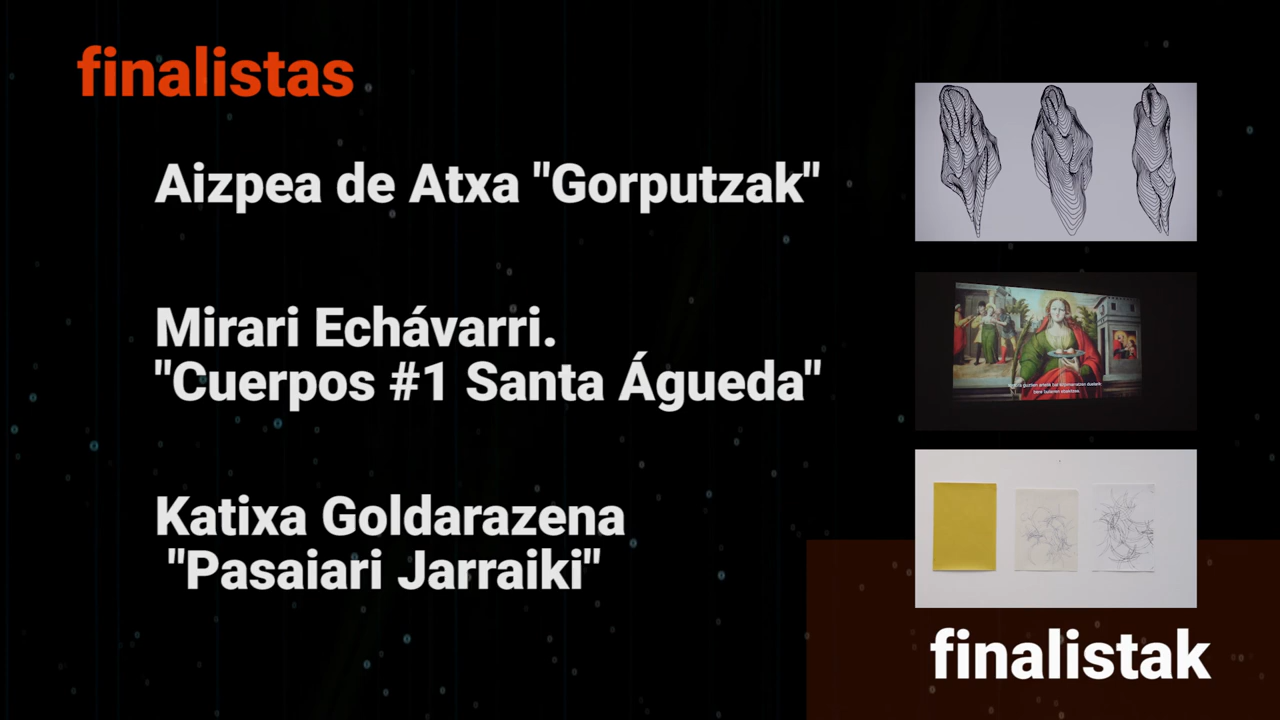 finalistas
Aizpea de Atxa "Gorputzak"
Mirari Echávarri.
"Cuerpos #1 Santa Águeda"
Katixa Goldarazena
"Pasaiari Jarraiki"
finalistak